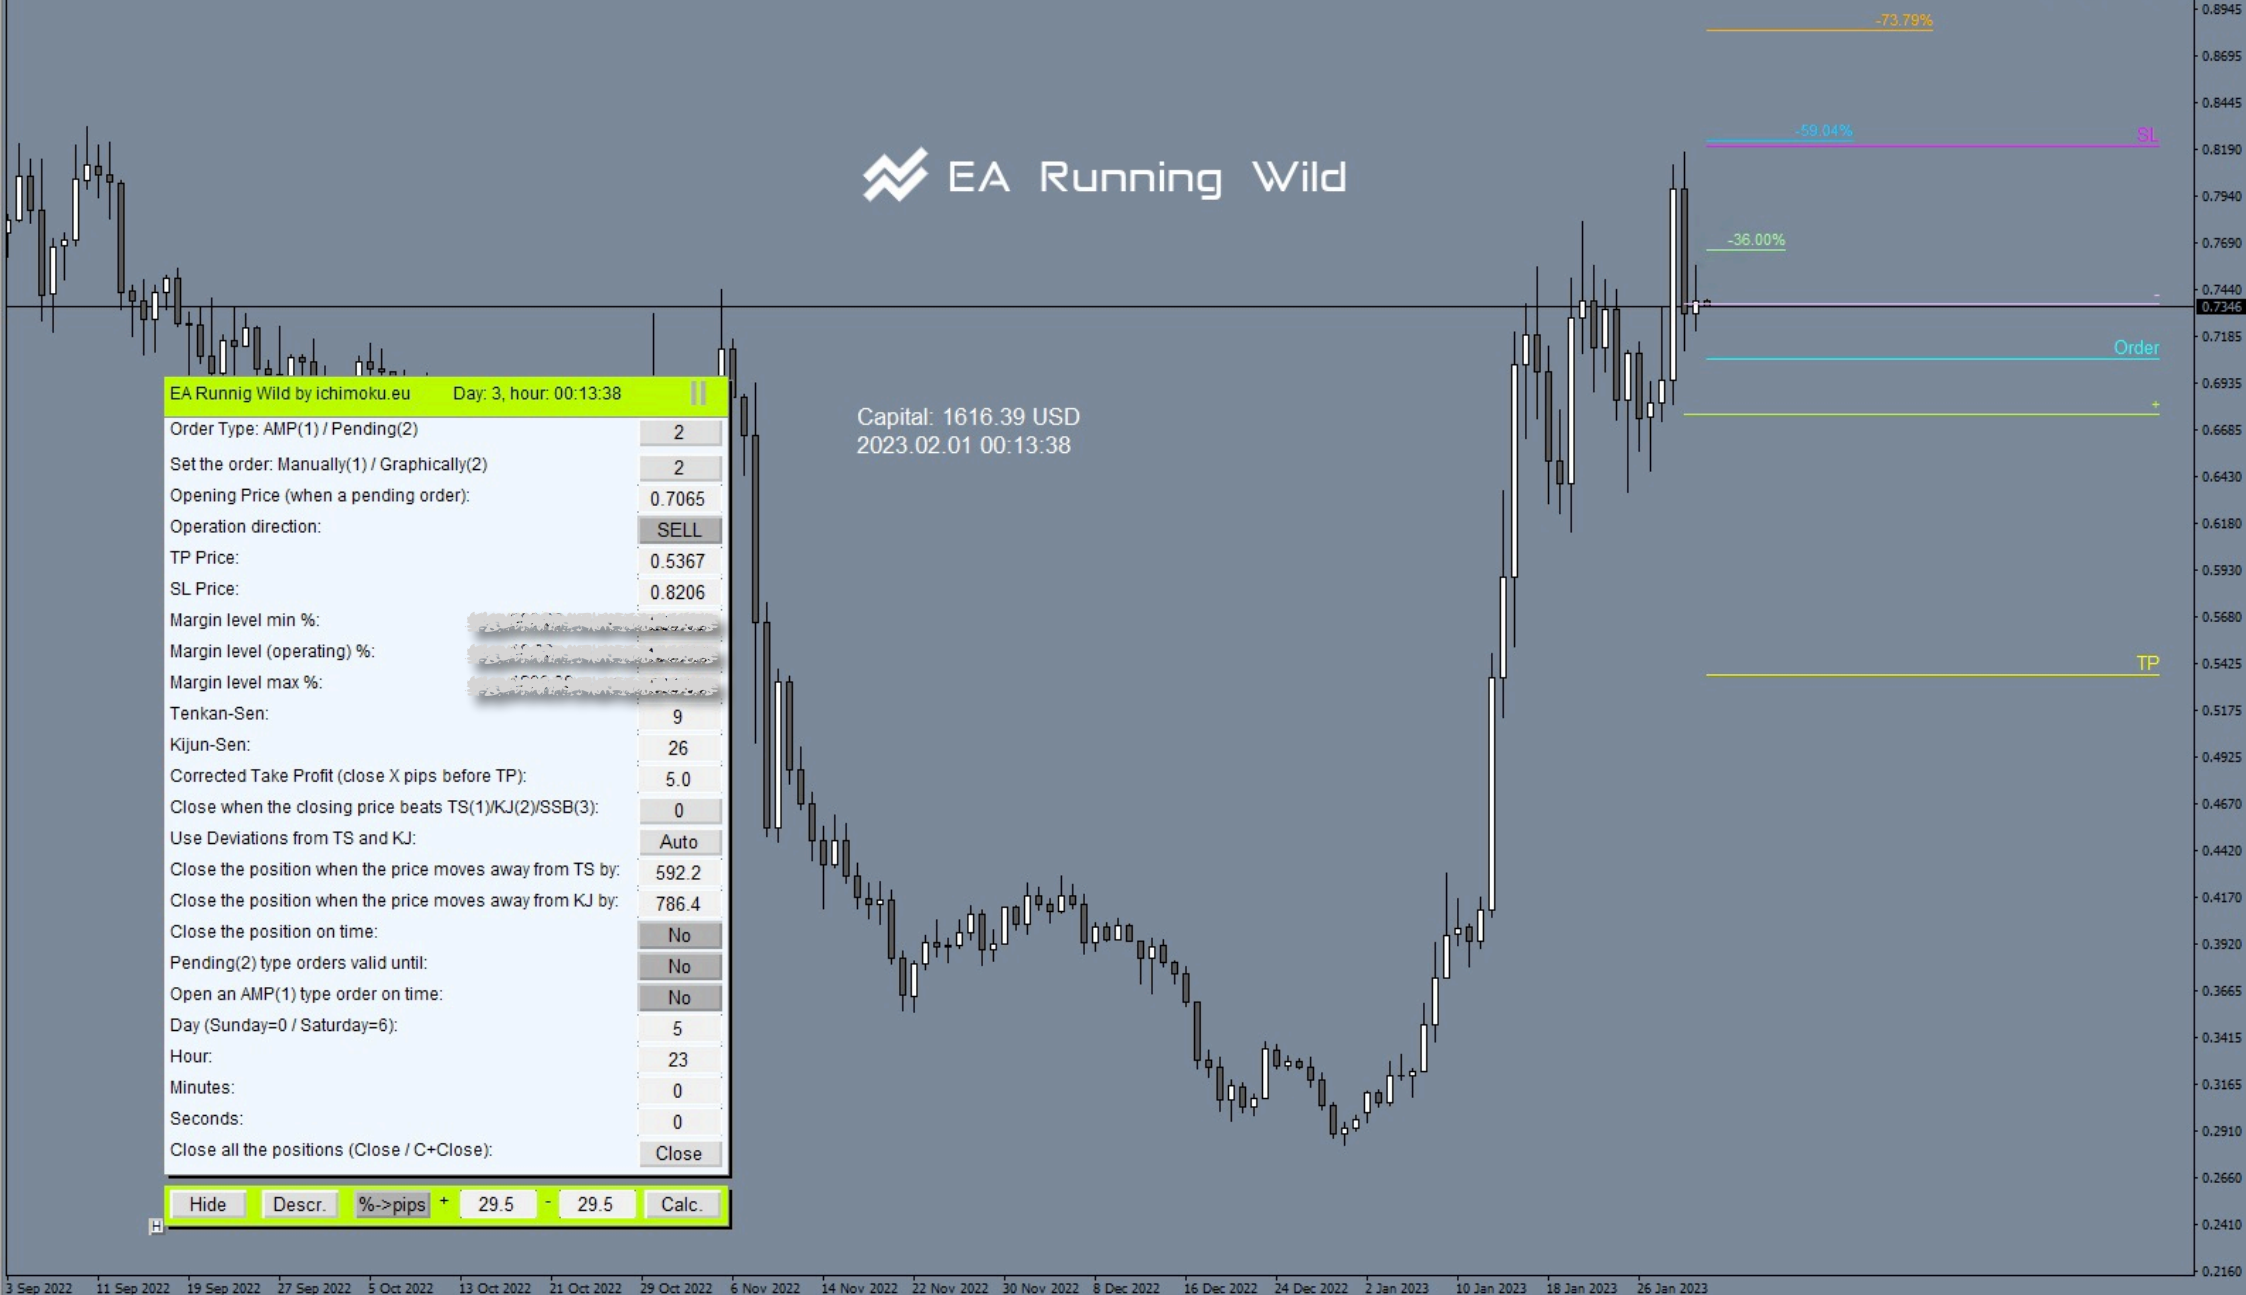 -73.79%
-59.04%
SL
EA Running Wild
-36.00%
-
Order
+
TP
Capital: 1616.39 USD
2023.02.01 00:13:38
EA Runnig Wild by ichimoku.eu Day: 3, hour: 00:13:38
Order Type: AMP(1) / Pending(2) 2
Set the order: Manually(1) / Graphically(2) 2
Opening Price (when a pending order): 0.7065
Operation direction: SELL
TP Price: 0.5367
SL Price: 0.8206
Margin level min %:
Margin level (operating) %:
Margin level max %:
Tenkan-Sen: 9
Kijun-Sen: 26
Corrected Take Profit (close X pips before TP): 5.0
Close when the closing price beats TS(1)/KJ(2)/SSB(3): 0
Use Deviations from TS and KJ: Auto
Close the position when the price moves away from TS by: 592.2
Close the position when the price moves away from KJ by: 786.4
Close the position on time: No
Pending(2) type orders valid until: No
Open an AMP(1) type order on time: No
Day (Sunday=0 / Saturday=6): 5
Hour: 23
Minutes: 0
Seconds: 0
Close all the positions (Close / C+Close): Close
Hide Descr. %->pips + 29.5 - 29.5 Calc.
H
0.8945
0.8695
0.8445
0.8190
0.7940
0.7690
0.7440
0.7346
0.7185
0.6935
0.6685
0.6430
0.6180
0.5930
0.5680
0.5425
0.5175
0.4925
0.4670
0.4420
0.4170
0.3920
0.3665
0.3415
0.3165
0.2910
0.2660
0.2410
0.2160
3 Sep 2022 11 Sep 2022 19 Sep 2022 27 Sep 2022 5 Oct 2022 13 Oct 2022 21 Oct 2022 29 Oct 2022 6 Nov 2022 14 Nov 2022 22 Nov 2022 30 Nov 2022 8 Dec 2022 16 Dec 2022 24 Dec 2022 2 Jan 2023 10 Jan 2023 18 Jan 2023 26 Jan 2023